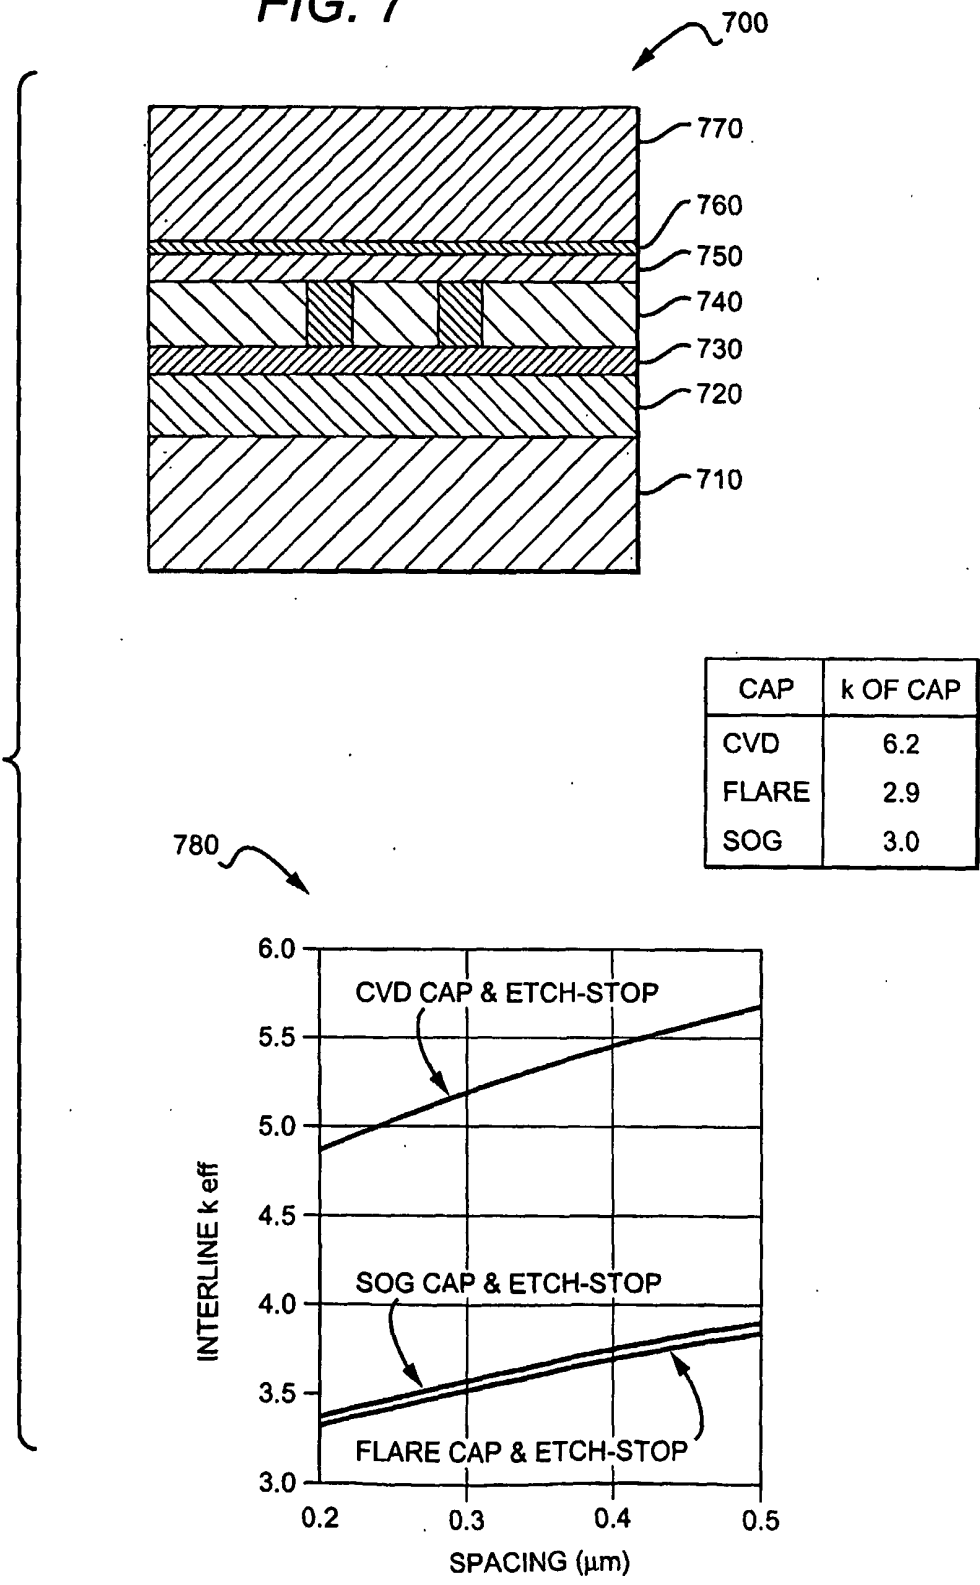 FIG. 7
700
770
760
750
740
730
720
710
CAP k OF CAP
CVD 6.2
FLARE 2.9
SOG 3.0
780
6.0
CVD CAP & ETCH-STOP
5.5
5.0
4.5
INTERLINE k eff
SOG CAP & ETCH-STOP
4.0
3.5
FLARE CAP & ETCH-STOP
3.0
0.2 0.3 0.4 0.5
SPACING (µm)